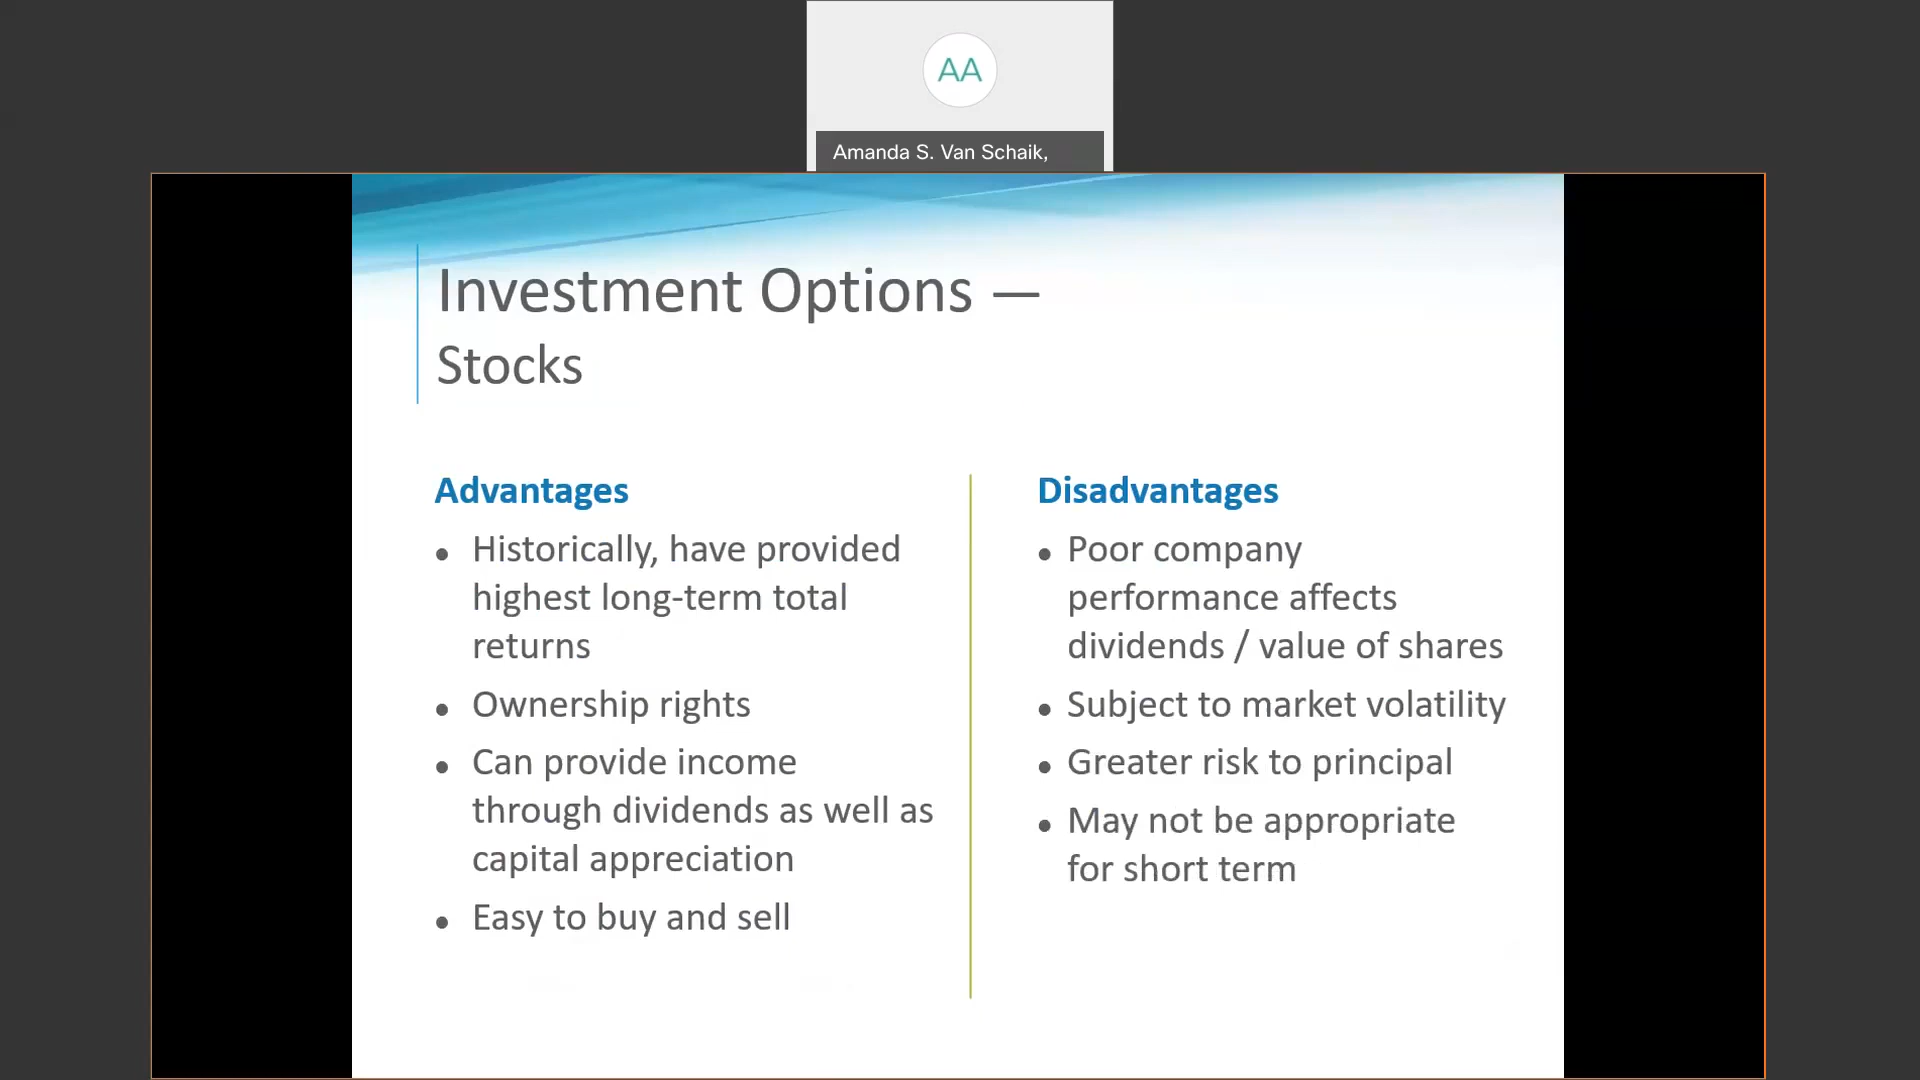 AA
Amanda S. Van Schaik,
Investment Options —
Stocks
Advantages
• Historically, have provided
highest long-term total
returns
• Ownership rights
• Can provide income
through dividends as well as
capital appreciation
• Easy to buy and sell
Disadvantages
• Poor company
performance affects
dividends / value of shares
• Subject to market volatility
• Greater risk to principal
• May not be appropriate
for short term